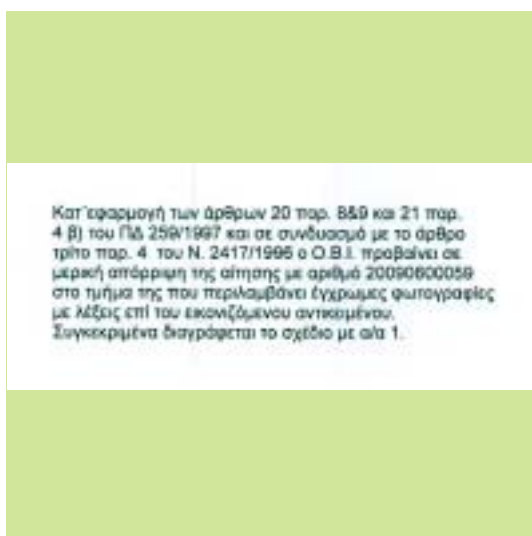 Κατ΄εφαρμογή των άρθρων 20 παρ. 8&9 και 21 παρ.
4 β) του ΠΔ 259/1997 και σε συνδυασμό με το άρθρο
τρίτο παρ. 4 του Ν. 2417/1996 ο Ο.Β.Ι. προβαίνει σε
μερική απόρριψη της αίτησης με αριθμό 20090600059
στο τμήμα της που περιλαμβάνει έγχρωμες φωτογραφίες
με λέξεις επί του εικονιζόμενου αντικειμένου.
Συγκεκριμένα διαγράφεται το σχέδιο με α/α 1.